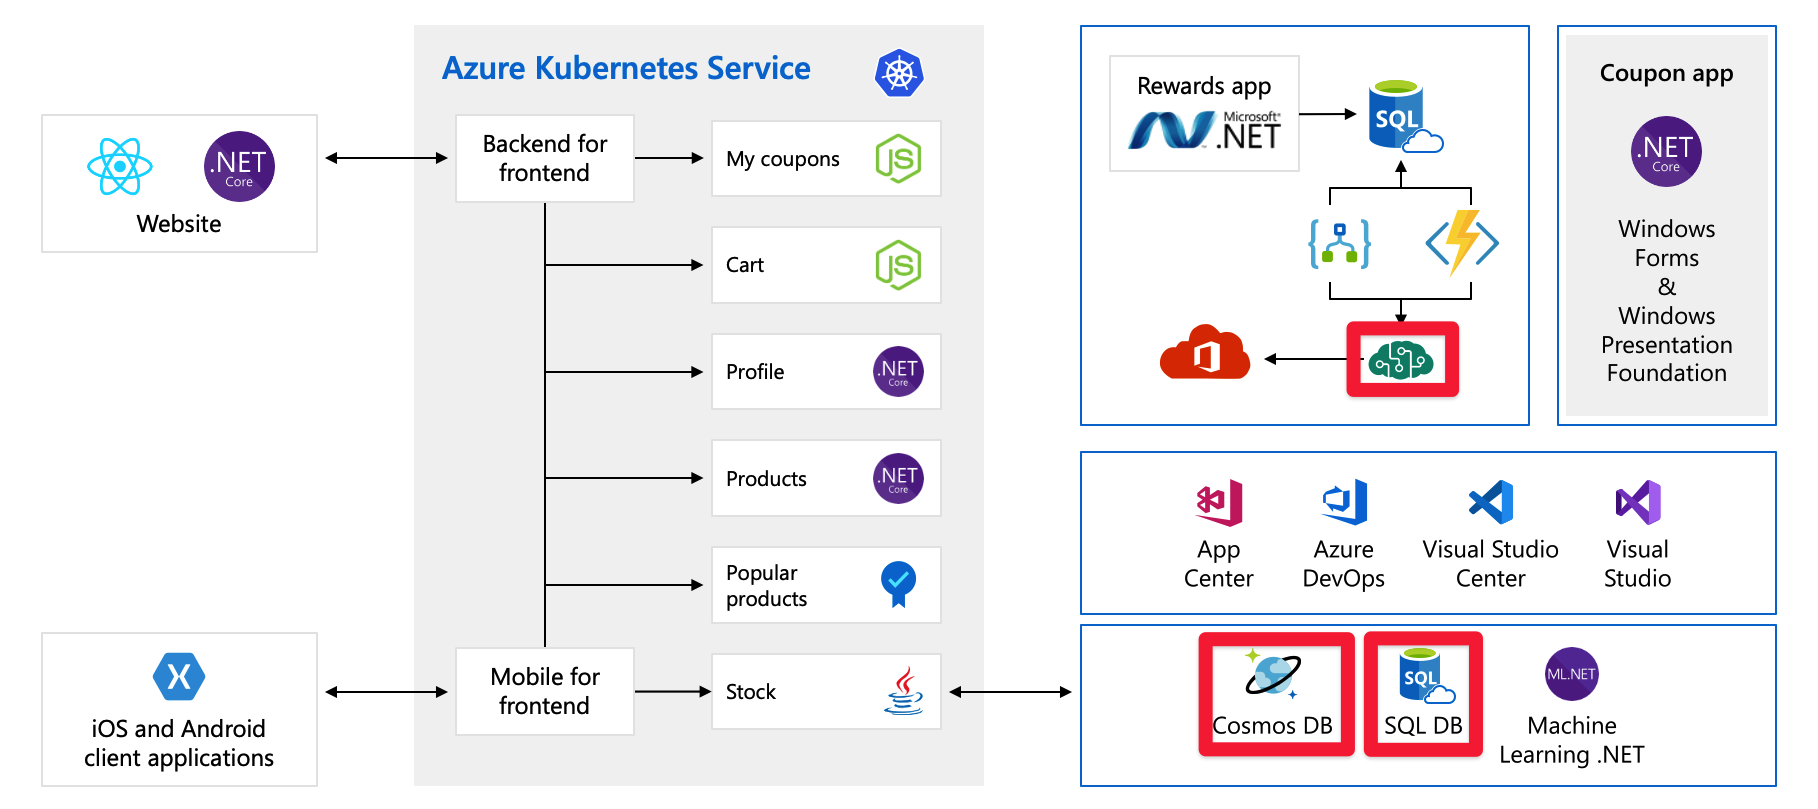 Azure Kubernetes Service
.NET
Core
Website
Backend for
frontend
My coupons
JS
Cart
JS
Profile
.NET
Core
Products
.NET
Core
Popular
products
Mobile for
frontend
Stock
X
iOS and Android
client applications
Rewards app
Microsoft®
.NET
SQL
Coupon app
.NET
Core
Windows
Forms
&
Windows
Presentation
Foundation
App
Center
Azure
DevOps
Visual Studio
Center
Visual
Studio
Cosmos DB
SQL
SQL DB
ML.NET
Machine
Learning .NET